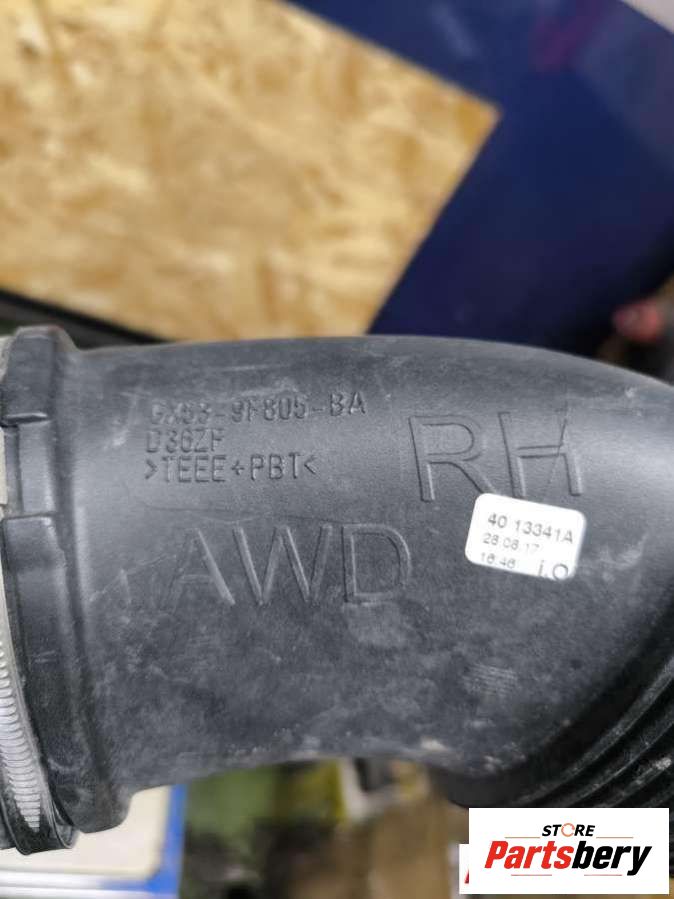 GX63-9F805-BA
D36ZF
>TEEE+PBT<
RH
AWD
40 13341A
28.08.17
16:46 i.O
STORE
Partsbery